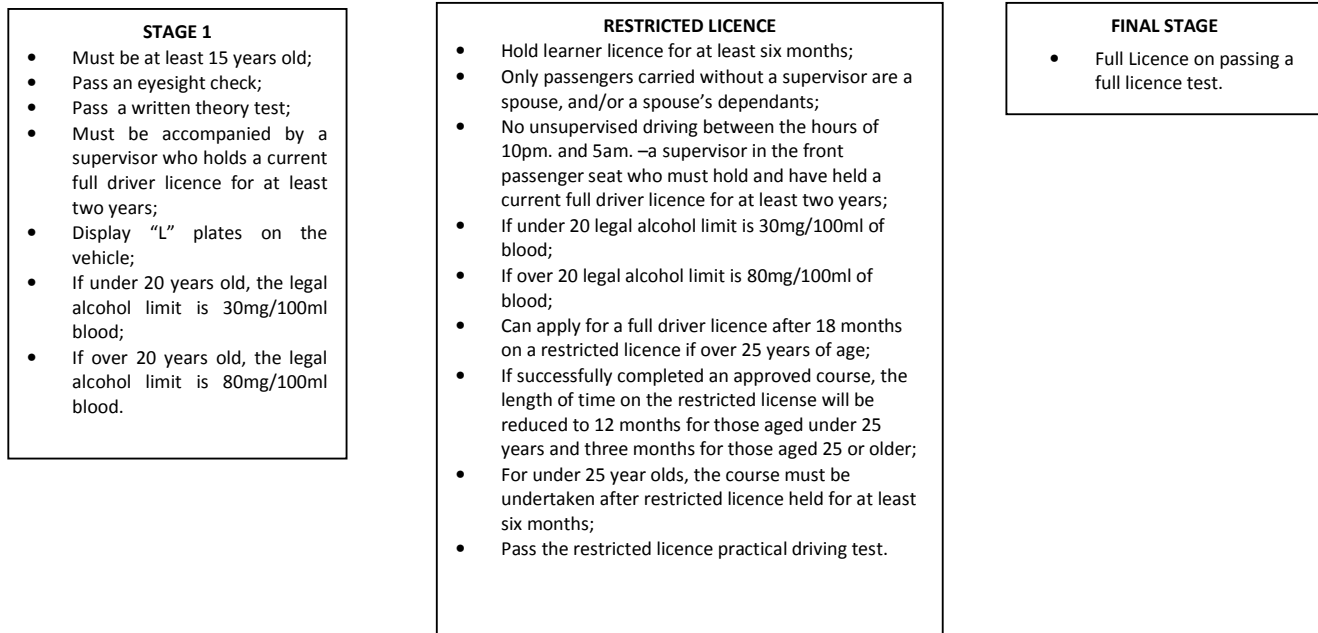 STAGE 1
• Must be at least 15 years old;
• Pass an eyesight check;
• Pass a written theory test;
• Must be accompanied by a
supervisor who holds a current
full driver licence for at least
two years;
• Display “L” plates on the
vehicle;
• If under 20 years old, the legal
alcohol limit is 30mg/100ml
blood;
• If over 20 years old, the legal
alcohol limit is 80mg/100ml
blood.
RESTRICTED LICENCE
• Hold learner licence for at least six months;
• Only passengers carried without a supervisor are a
spouse, and/or a spouse’s dependants;
• No unsupervised driving between the hours of
10pm. and 5am. –a supervisor in the front
passenger seat who must hold and have held a
current full driver licence for at least two years;
• If under 20 legal alcohol limit is 30mg/100ml of
blood;
• If over 20 legal alcohol limit is 80mg/100ml of
blood;
• Can apply for a full driver licence after 18 months
on a restricted licence if over 25 years of age;
• If successfully completed an approved course, the
length of time on the restricted license will be
reduced to 12 months for those aged under 25
years and three months for those aged 25 or older;
• For under 25 year olds, the course must be
undertaken after restricted licence held for at least
six months;
• Pass the restricted licence practical driving test.
FINAL STAGE
• Full Licence on passing a
full licence test.